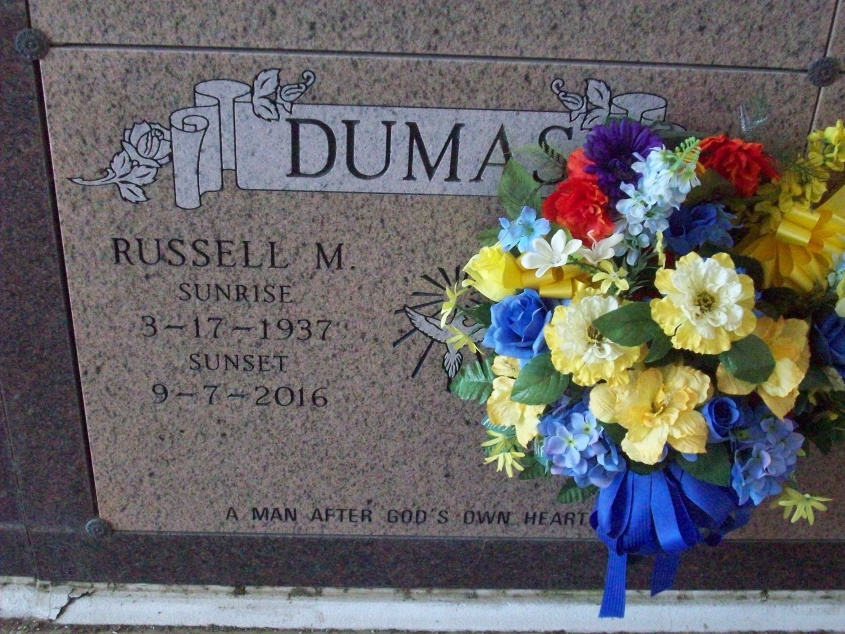 DUMAS
RUSSELL M.
SUNRISE
3-17-1937
SUNSET
9-7-2016
A MAN AFTER GOD'S OWN HEART